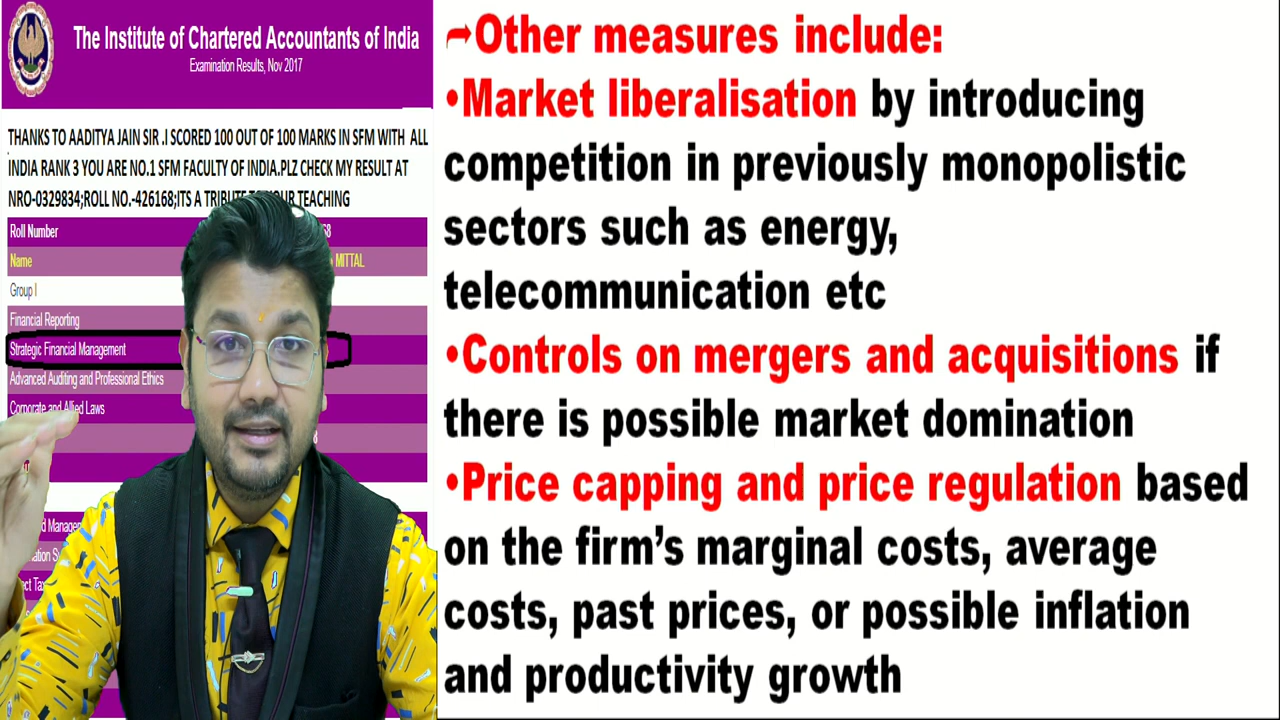 The Institute of Chartered Accountants of India
Examination Results, Nov 2017
THANKS TO AADITYA JAIN SIR .I SCORED 100 OUT OF 100 MARKS IN SFM WITH ALL
INDIA RANK 3 YOU ARE NO.1 SFM FACULTY OF INDIA.PLZ CHECK MY RESULT AT
NRO-0329834;ROLL NO.-426168;ITS A TRIBUTE TEACHING
Roll Number
Name MITTAL
Group I
Financial Reporting
Strategic Financial Management
Advanced Auditing and Professional Ethics
Corporate and Allied Laws
➦Other measures include:
•Market liberalisation by introducing
competition in previously monopolistic
sectors such as energy,
telecommunication etc
•Controls on mergers and acquisitions if
there is possible market domination
•Price capping and price regulation based
on the firm’s marginal costs, average
costs, past prices, or possible inflation
and productivity growth